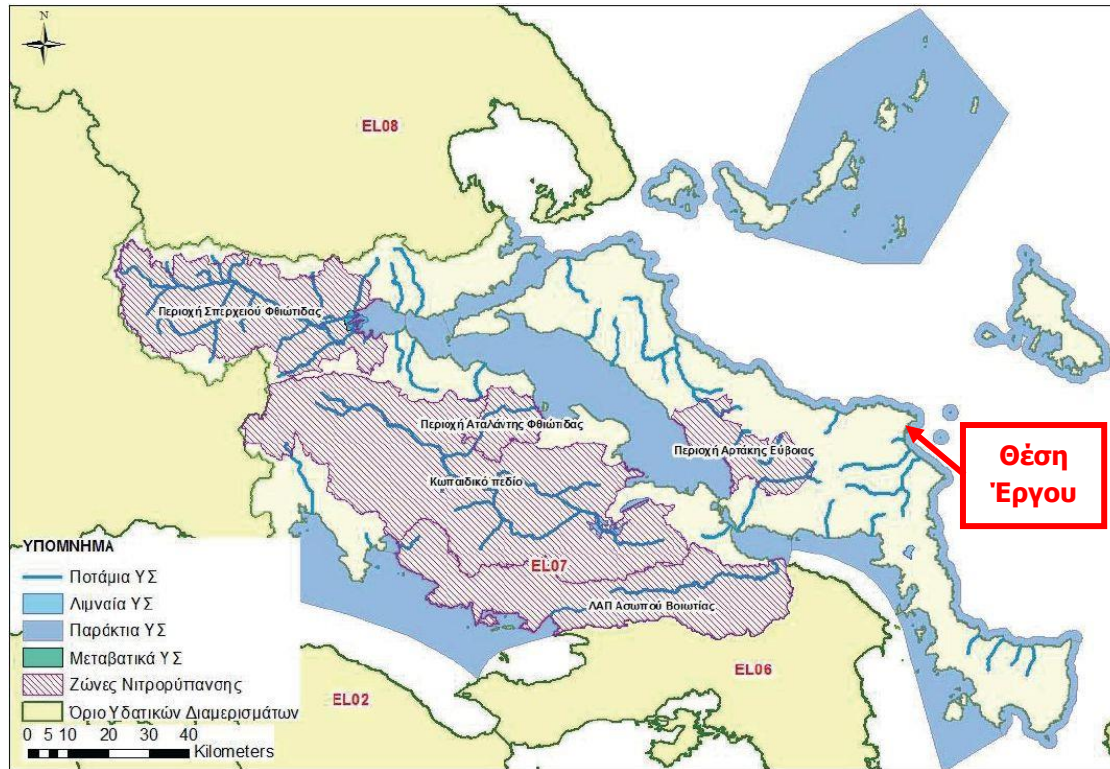 N
EL08
Περιοχή Σπερχειού Φθιώτιδας
Περιοχή Αταλάντης Φθιώτιδας
Περιοχή Αρτάκης Εύβοιας
Θέση
Έργου
Κωπαιδικό πεδίο
EL07
ΛΑΠ Ασωπού Βοιωτίας
EL06
EL02
ΥΠΟΜΝΗΜΑ
Ποτάμια ΥΣ
Λιμναία ΥΣ
Παράκτια ΥΣ
Μεταβατικά ΥΣ
Ζώνες Νιτρορύπανσης
Όριο Υδατικών Διαμερισμάτων
0 5 10 20 30 40
Kilometers